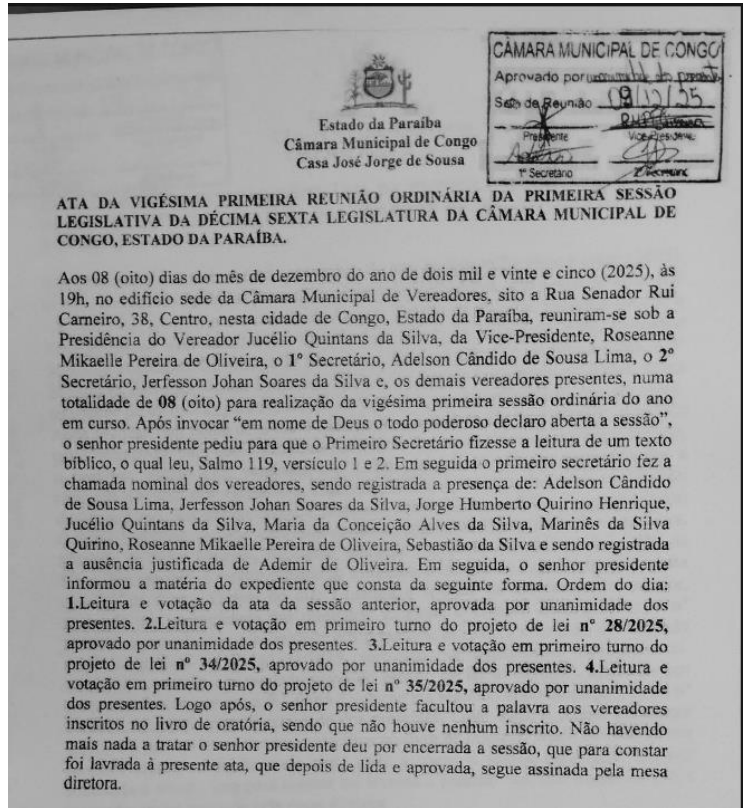 CÂMARA MUNICIPAL DE CONGO
Aprovado por unanimidade dos presentes
Sala de Reunião 09/12/25
Presidente Vice-Presidente
1º Secretano 2º Secretano
Estado da Paraíba
Câmara Municipal de Congo
Casa José Jorge de Sousa
ATA DA VIGÉSIMA PRIMEIRA REUNIÃO ORDINÁRIA DA PRIMEIRA SESSÃO
LEGISLATIVA DA DÉCIMA SEXTA LEGISLATURA DA CÂMARA MUNICIPAL DE
CONGO, ESTADO DA PARAÍBA.
Aos 08 (oito) dias do mês de dezembro do ano de dois mil e vinte e cinco (2025), às
19h, no edifício sede da Câmara Municipal de Vereadores, sito a Rua Senador Rui
Carneiro, 38, Centro, nesta cidade de Congo, Estado da Paraíba, reuniram-se sob a
Presidência do Vereador Jucélio Quintans da Silva, da Vice-Presidente, Roseanne
Mikaelle Pereira de Oliveira, o 1º Secretário, Adelson Cândido de Sousa Lima, o 2º
Secretário, Jerfesson Johan Soares da Silva e, os demais vereadores presentes, numa
totalidade de 08 (oito) para realização da vigésima primeira sessão ordinária do ano
em curso. Após invocar “em nome de Deus o todo poderoso declaro aberta a sessão”,
o senhor presidente pediu para que o Primeiro Secretário fizesse a leitura de um texto
bíblico, o qual leu, Salmo 119, versículo 1 e 2. Em seguida o primeiro secretário fez a
chamada nominal dos vereadores, sendo registrada a presença de: Adelson Cândido
de Sousa Lima, Jerfesson Johan Soares da Silva, Jorge Humberto Quirino Henrique,
Jucélio Quintans da Silva, Maria da Conceição Alves da Silva, Marinês da Silva
Quirino, Roseanne Mikaelle Pereira de Oliveira, Sebastião da Silva e sendo registrada
a ausência justificada de Ademir de Oliveira. Em seguida, o senhor presidente
informou a matéria do expediente que consta da seguinte forma. Ordem do dia:
1.Leitura e votação da ata da sessão anterior, aprovada por unanimidade dos
presentes. 2.Leitura e votação em primeiro turno do projeto de lei nº 28/2025,
aprovado por unanimidade dos presentes. 3.Leitura e votação em primeiro turno do
projeto de lei nº 34/2025, aprovado por unanimidade dos presentes. 4.Leitura e
votação em primeiro turno do projeto de lei nº 35/2025, aprovado por unanimidade
dos presentes. Logo após, o senhor presidente facultou a palavra aos vereadores
inscritos no livro de oratória, sendo que não houve nenhum inscrito. Não havendo
mais nada a tratar o senhor presidente deu por encerrada a sessão, que para constar
foi lavrada à presente ata, que depois de lida e aprovada, segue assinada pela mesa
diretora.